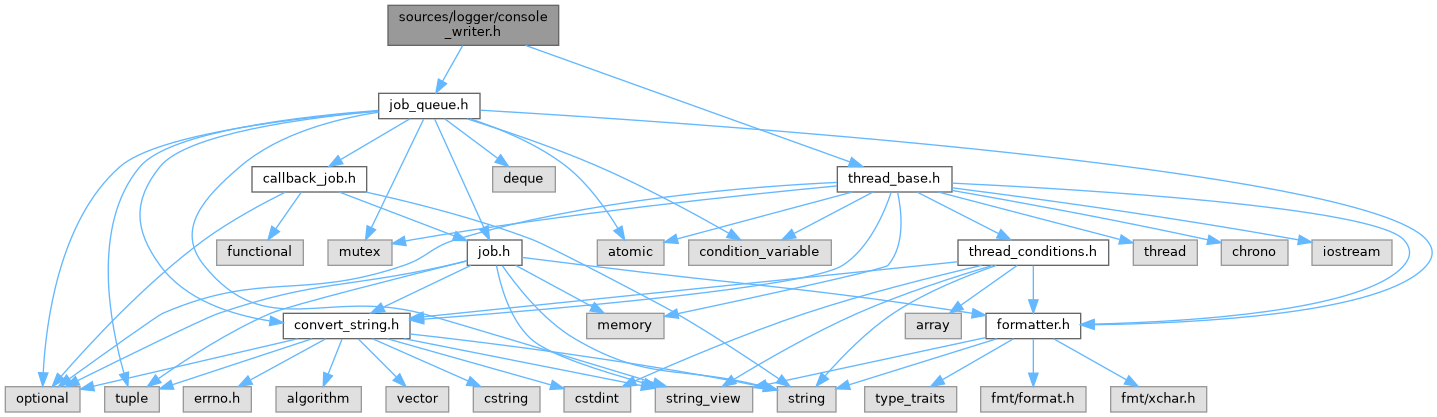 sources/logger/console
_writer.h
job_queue.h
callback_job.h
deque
thread_base.h
functional
mutex
job.h
atomic
condition_variable
thread_conditions.h
thread
chrono
iostream
convert_string.h
memory
array
formatter.h
optional
tuple
errno.h
algorithm
vector
cstring
cstdint
string_view
string
type_traits
fmt/format.h
fmt/xchar.h